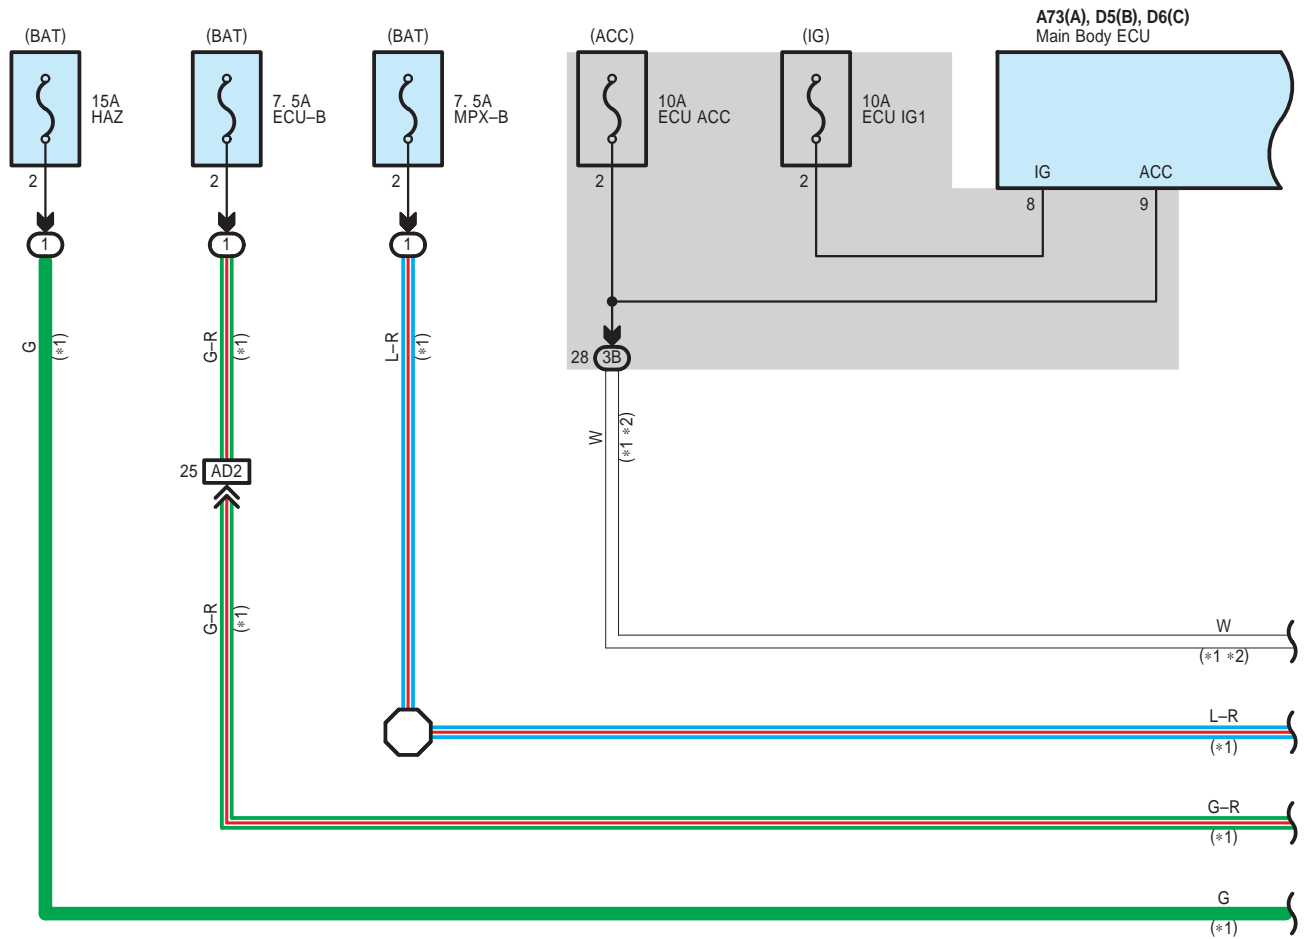 A73(A), D5(B), D6(C)
Main Body ECU
(BAT)
(BAT)
(BAT)
(ACC)
(IG)
15A
HAZ
7. 5A
ECU–B
7. 5A
MPX–B
10A
ECU ACC
10A
ECU IG1
IG
ACC
2
2
2
2
2
8
9
1
1
1
G
(*1)
G–R
(*1)
L–R
(*1)
28
3B
W
(*1 *2)
25
AD2
G–R
(*1)
W
(*1 *2)
L–R
(*1)
G–R
(*1)
G
(*1)